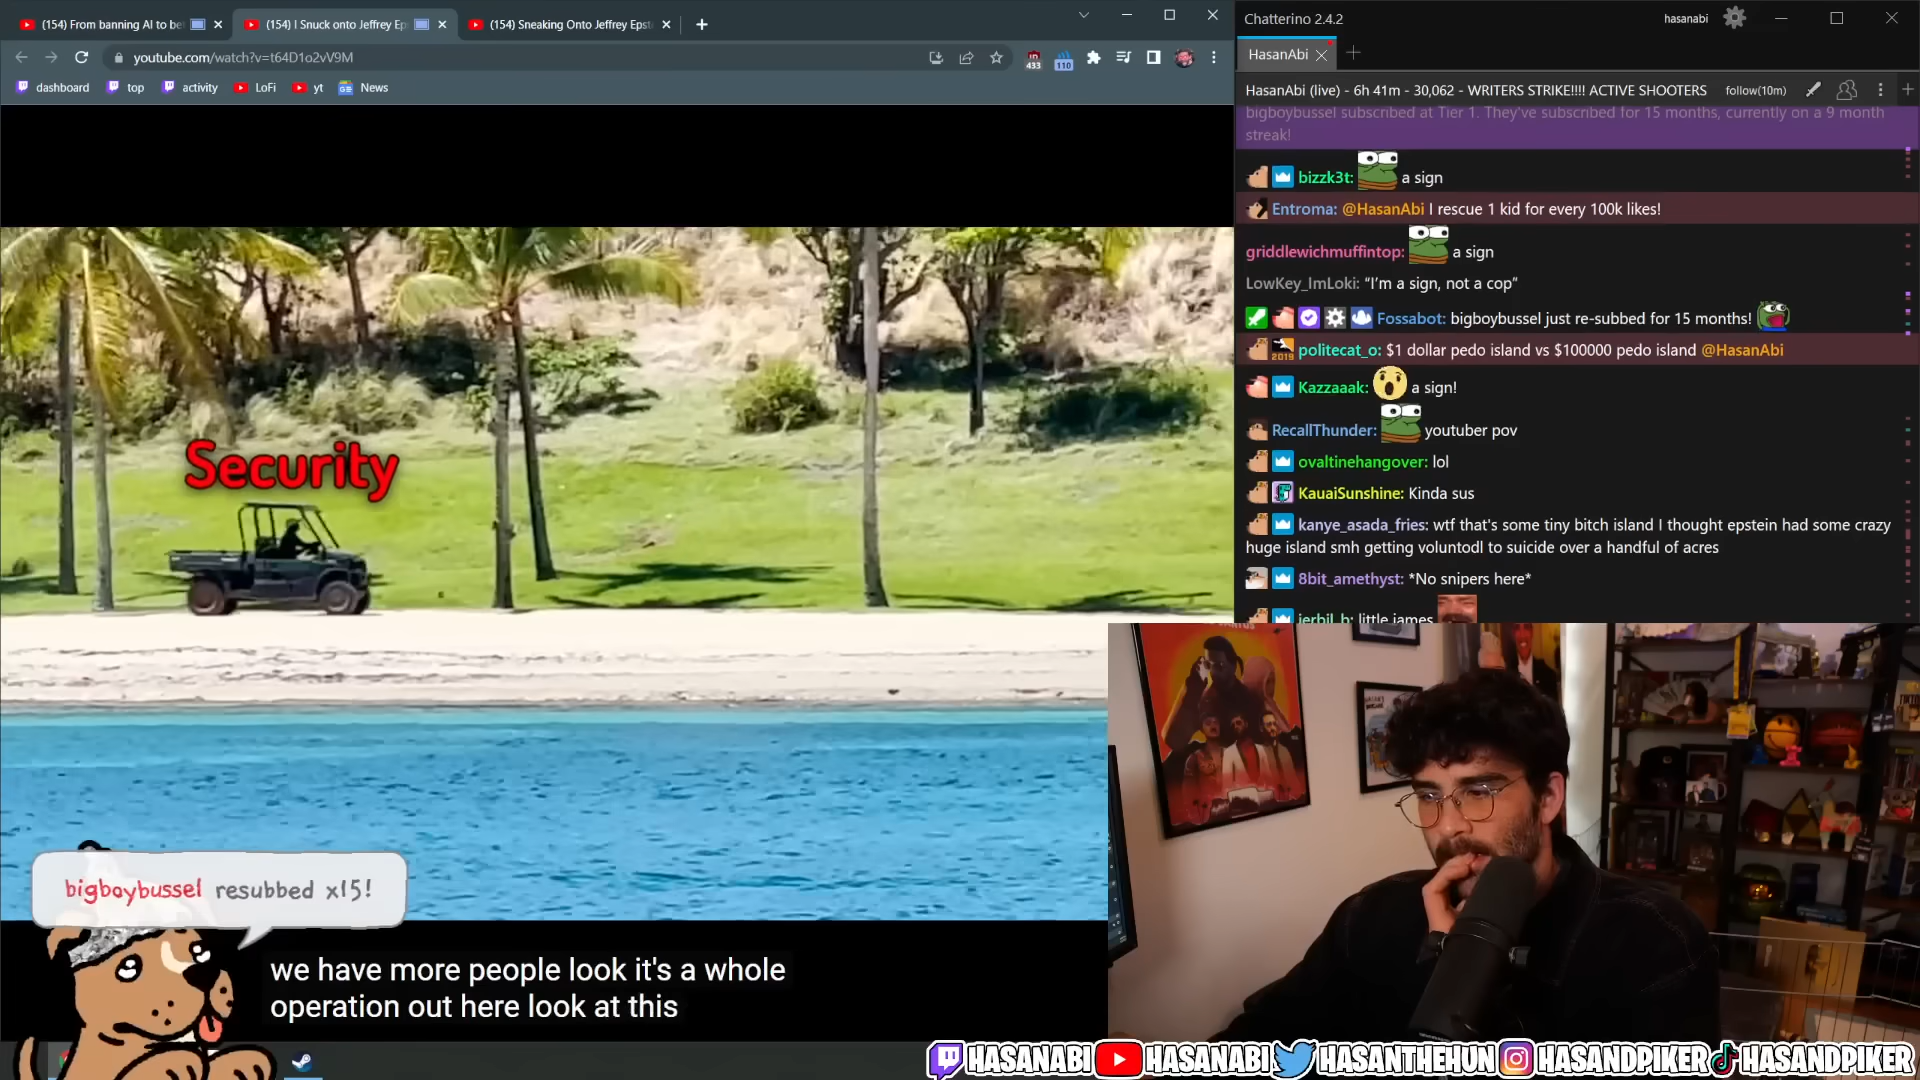 (154) From banning AI to be
(154) I Snuck onto Jeffrey Ep
(154) Sneaking Onto Jeffrey Epst
youtube.com/watch?v=t64D1o2vV9M
433
110
dashboard
top
activity
LoFi
yt
News
Security
bigboybussel resubbed x15!
we have more people look it's a whole
operation out here look at this
Chatterino 2.4.2
hasanabi
HasanAbi
HasanAbi (live) - 6h 41m - 30,062 - WRITERS STRIKE!!!! ACTIVE SHOOTERS
follow(10m)
bigboybussel subscribed at Tier 1. They've subscribed for 15 months, currently on a 9 month
streak!
bizzk3t: a sign
Entroma: @HasanAbi I rescue 1 kid for every 100k likes!
griddlewichmuffintop: a sign
LowKey_ImLoki: “I'm a sign, not a cop”
Fossabot: bigboybussel just re-subbed for 15 months!
2019 politecat_o: $1 dollar pedo island vs $100000 pedo island @HasanAbi
Kazzaaak: a sign!
RecallThunder: youtuber pov
ovaltinehangover: lol
KauaiSunshine: Kinda sus
kanye_asada_fries: wtf that's some tiny bitch island I thought epstein had some crazy
huge island smh getting voluntodl to suicide over a handful of acres
8bit_amethyst: *No snipers here*
jerbil_b: little james
HASANABI
HASANABI
HASANTHEHUN
HASANDPIKER
HASANDPIKER